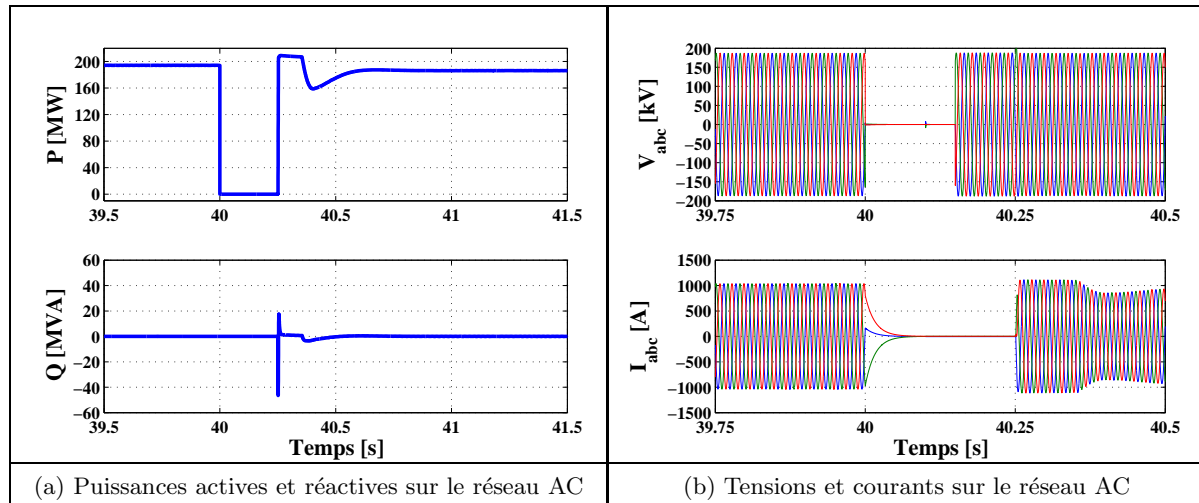 200
160
120
80
40
0
P [MW]
39.5 40 40.5 41 41.5
60
40
20
0
−20
−40
−60
Q [MVA]
39.5 40 40.5 41 41.5
Temps [s]
(a) Puissances actives et réactives sur le réseau AC
200
150
100
50
0
−50
−100
−150
−200
V_abc [kV]
39.75 40 40.25 40.5
1500
1000
500
0
−500
−1000
−1500
I_abc [A]
39.75 40 40.25 40.5
Temps [s]
(b) Tensions et courants sur le réseau AC